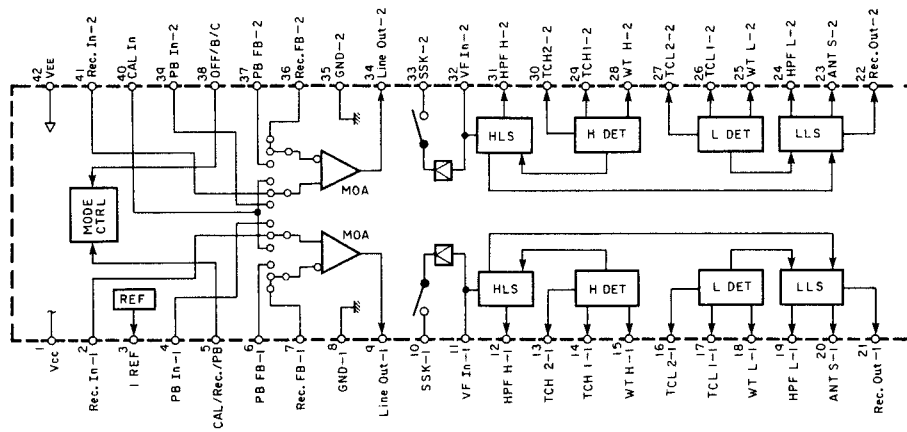 42 VEE
41 Rec. In-2
40 CAL In
39 PB In-2
38 OFF/B/C
37 PB FB-2
36 Rec. FB-2
35 GND-2
34 Line Out-2
33 SSK-2
32 VF In-2
31 HPF H-2
30 TCH2-2
29 TCH1-2
28 WT H-2
27 TCL2-2
26 TCL1-2
25 WT L-2
24 HPF L-2
23 ANT S-2
22 Rec. Out-2
MOA
HLS
H DET
L DET
LLS
MODE CTRL
MOA
REF
HLS
H DET
L DET
LLS
1 Vcc
2 Rec. In-1
3 I REF
4 PB In-1
5 CAL/Rec./PB
6 PB FB-1
7 Rec. FB-1
8 GND-1
9 Line Out-1
10 SSK-1
11 VF In-1
12 HPF H-1
13 TCH 2-1
14 TCH 1-1
15 WT H-1
16 TCL 2-1
17 TCL 1-1
18 WT L-1
19 HPF L-1
20 ANT S-1
21 Rec. Out-1